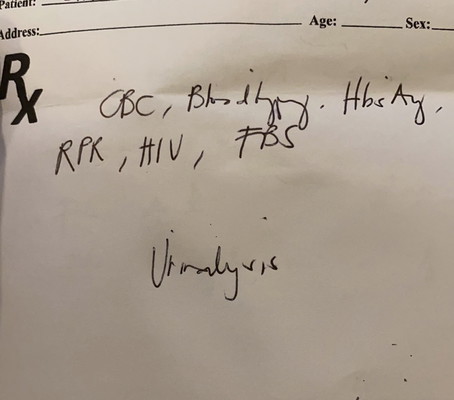 Patient:
Address: Age: Sex:
Rx
CBC, Blood typing. HbsAg,
RPR, HIV, FBS
Urinalysis